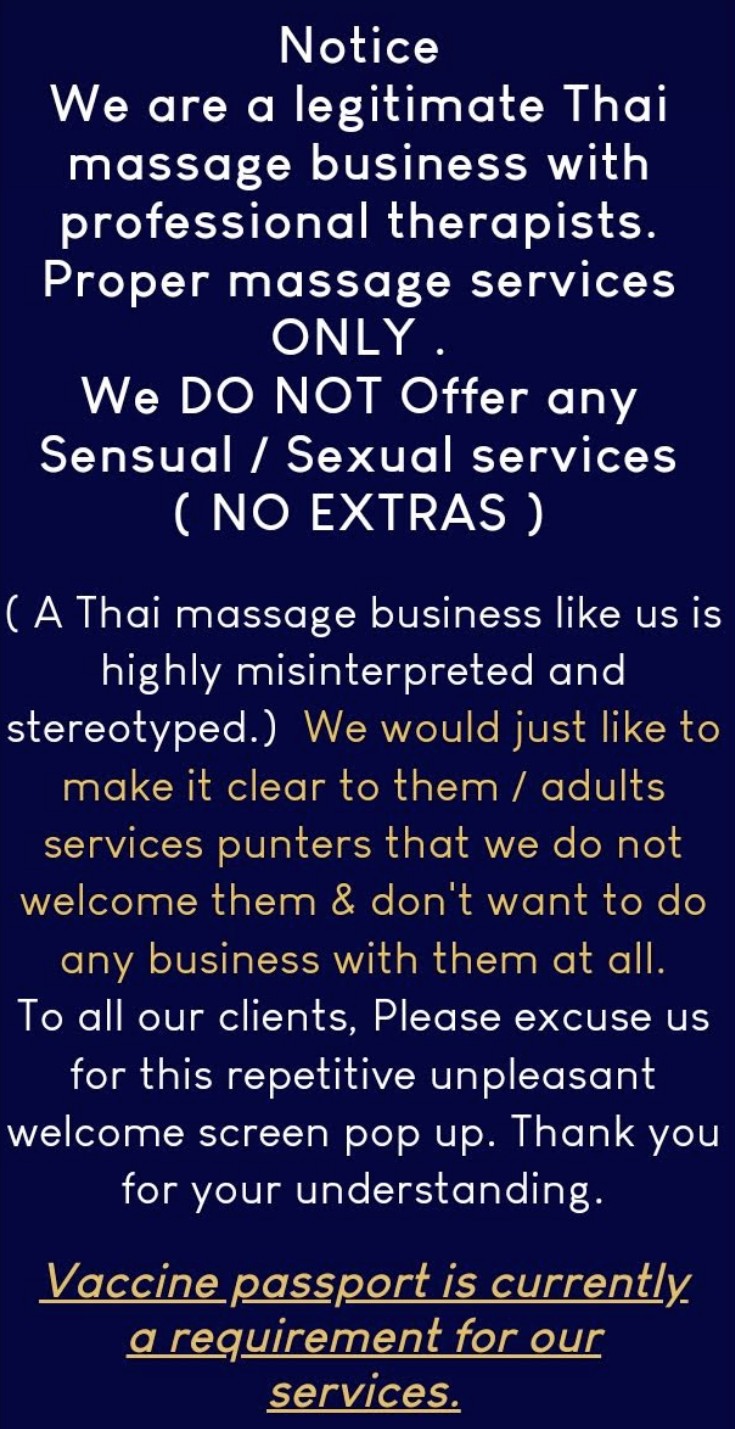 Notice
We are a legitimate Thai
massage business with
professional therapists.
Proper massage services
ONLY .
We DO NOT Offer any
Sensual / Sexual services
( NO EXTRAS )
( A Thai massage business like us is
highly misinterpreted and
stereotyped.) We would just like to
make it clear to them / adults
services punters that we do not
welcome them & don't want to do
any business with them at all.
To all our clients, Please excuse us
for this repetitive unpleasant
welcome screen pop up. Thank you
for your understanding.
Vaccine passport is currently
a requirement for our
services.